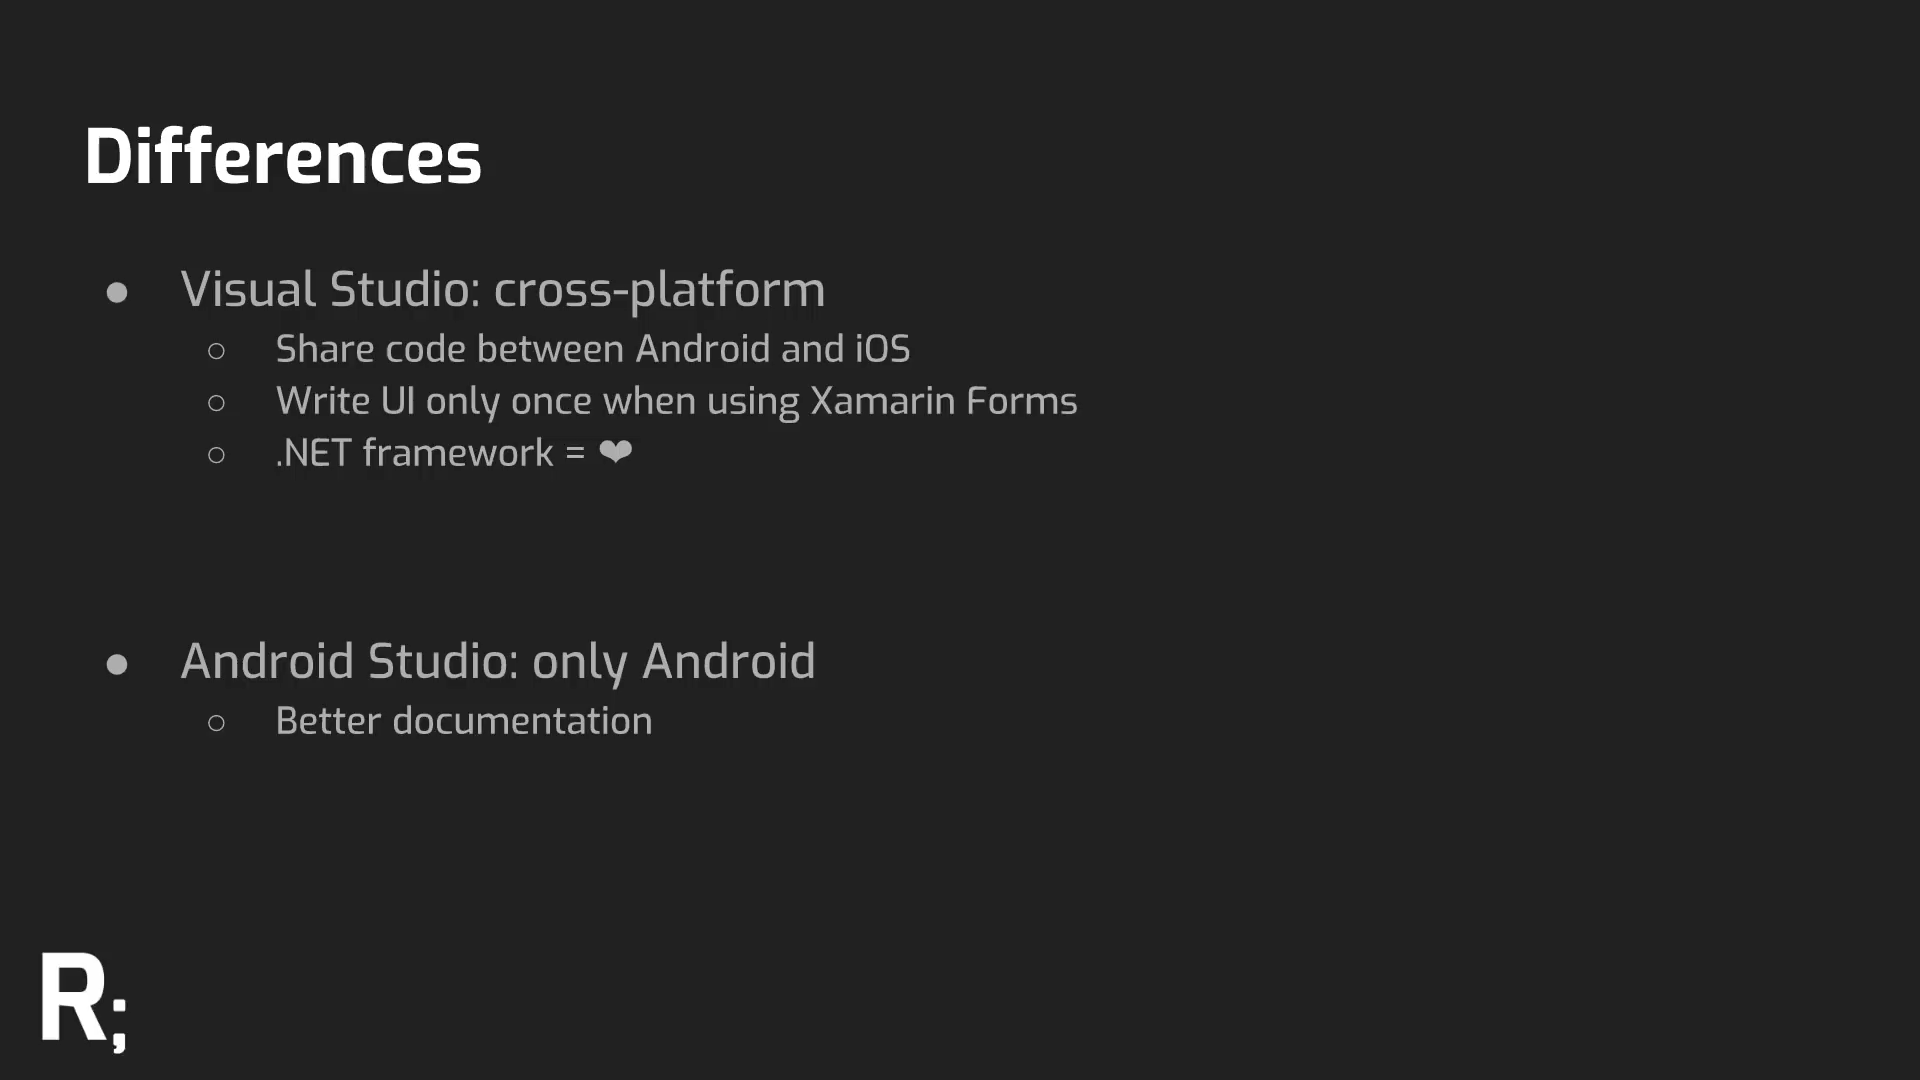 Differences
● Visual Studio: cross-platform
○ Share code between Android and iOS
○ Write UI only once when using Xamarin Forms
○ .NET framework = ❤
● Android Studio: only Android
○ Better documentation
R;